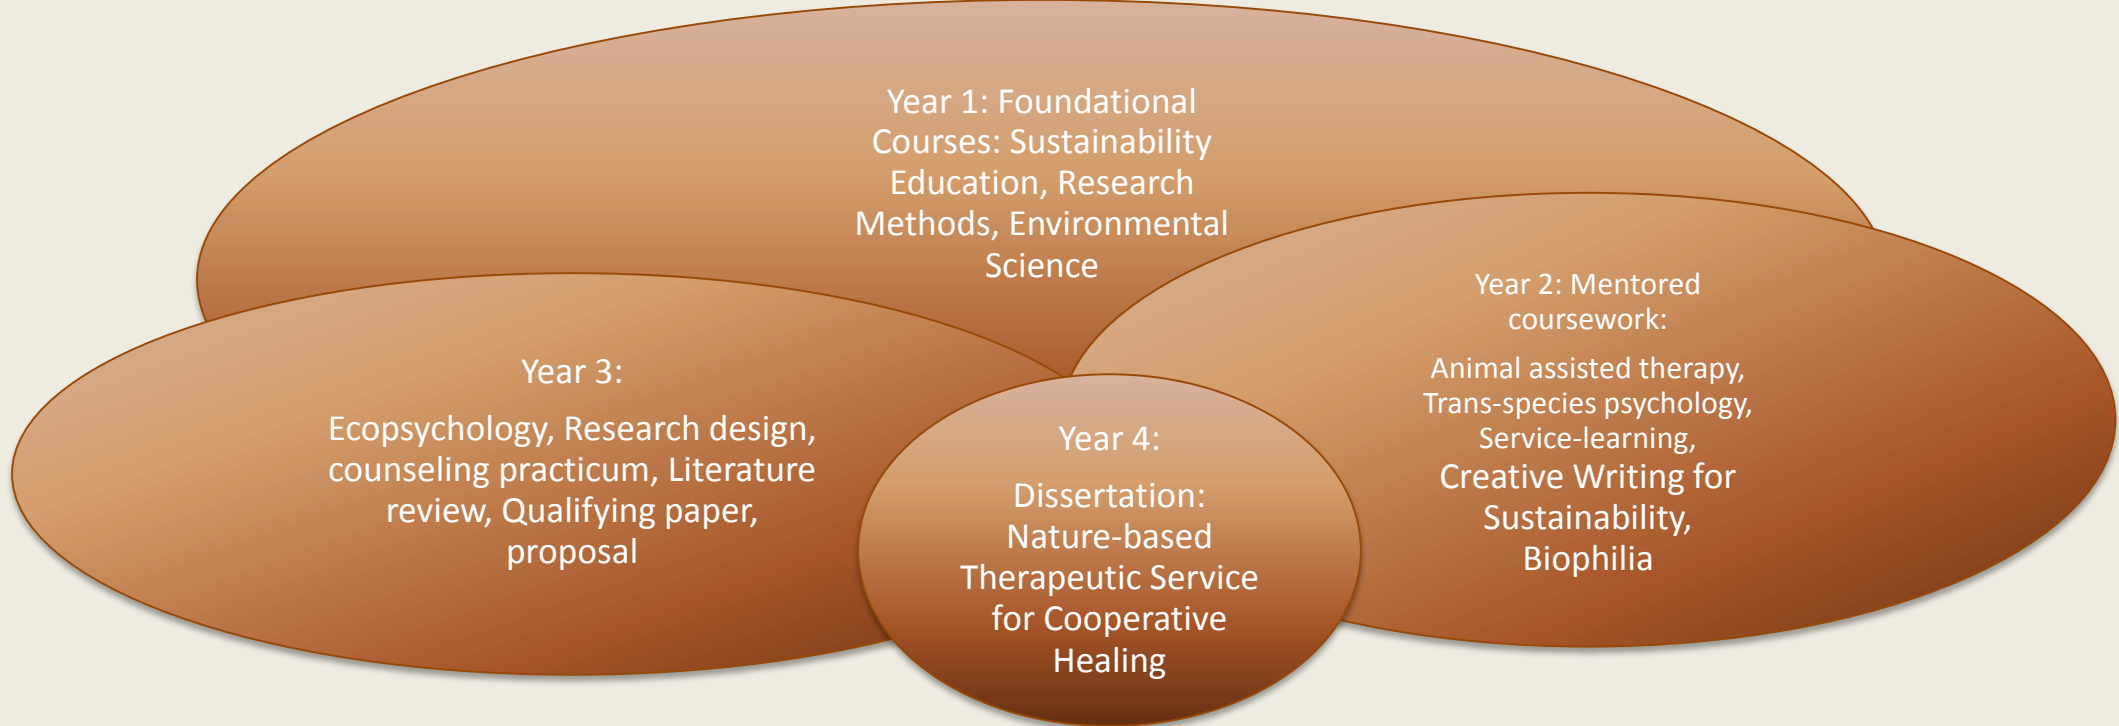 Year 1: Foundational
Courses: Sustainability
Education, Research
Methods, Environmental
Science
Year 2: Mentored
coursework:
Animal assisted therapy,
Trans-species psychology,
Service-learning,
Creative Writing for
Sustainability,
Biophilia
Year 3:
Ecopsychology, Research design,
counseling practicum, Literature
review, Qualifying paper,
proposal
Year 4:
Dissertation:
Nature-based
Therapeutic Service
for Cooperative
Healing